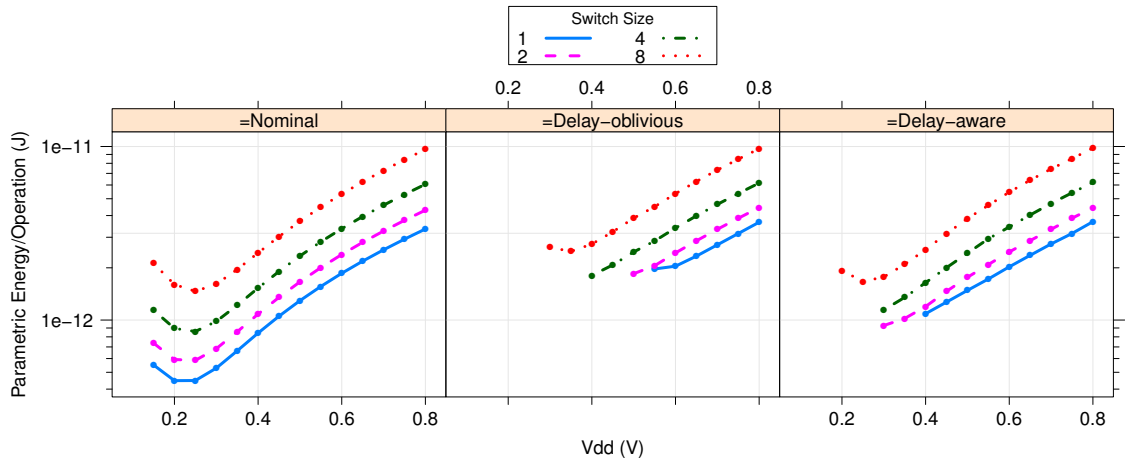 Switch Size
1 4
2 8
0.2 0.4 0.6 0.8
=Nominal =Delay−oblivious =Delay−aware
Parametric Energy/Operation (J)
1e−11
1e−12
0.2 0.4 0.6 0.8 0.2 0.4 0.6 0.8
Vdd (V)